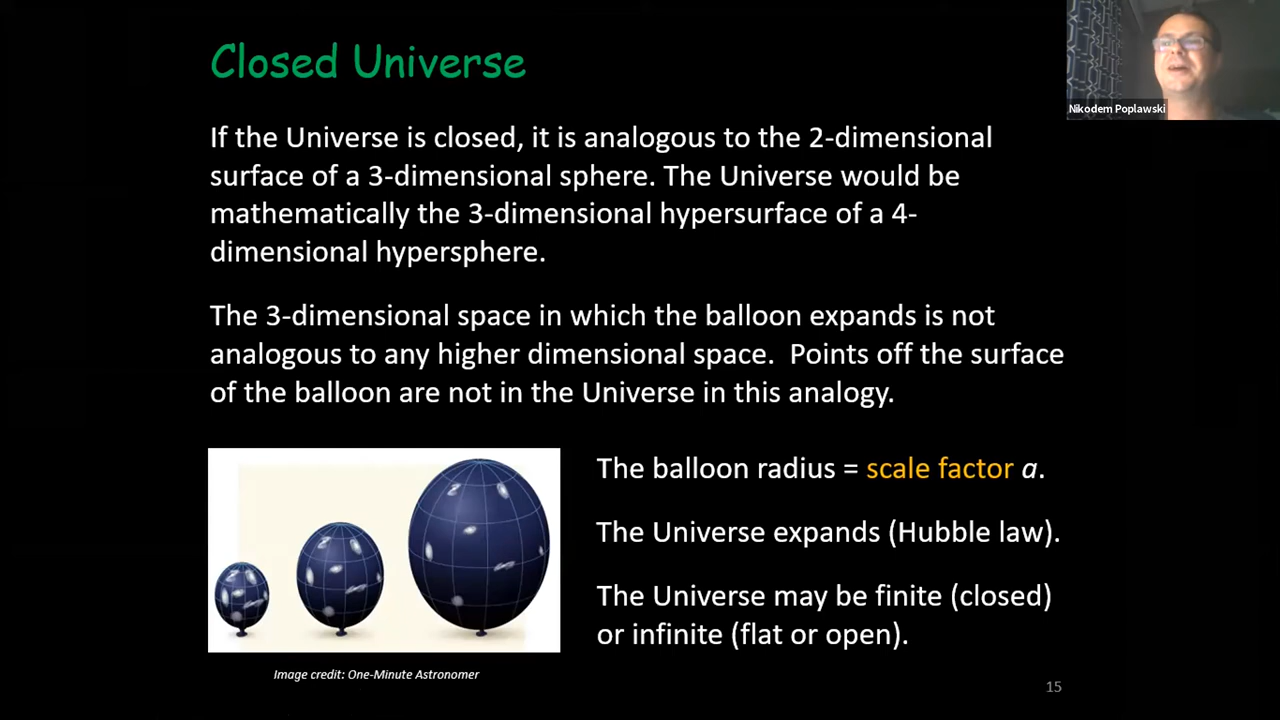 Closed Universe
Nikodem Poplawski
If the Universe is closed, it is analogous to the 2-dimensional
surface of a 3-dimensional sphere. The Universe would be
mathematically the 3-dimensional hypersurface of a 4-
dimensional hypersphere.
The 3-dimensional space in which the balloon expands is not
analogous to any higher dimensional space.  Points off the surface
of the balloon are not in the Universe in this analogy.
The balloon radius = scale factor a.
The Universe expands (Hubble law).
The Universe may be finite (closed)
or infinite (flat or open).
Image credit: One-Minute Astronomer
15